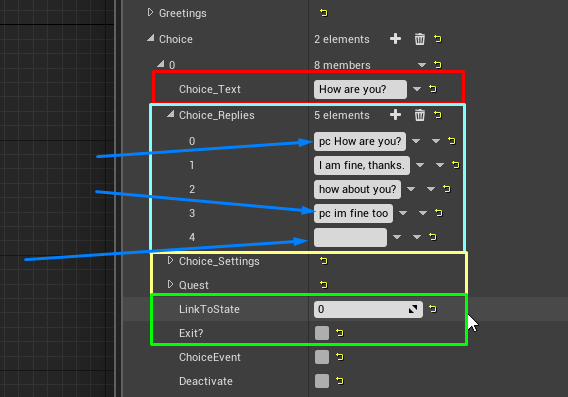 Greetings
Choice 2 elements
0 8 members
Choice_Text How are you?
Choice_Replies 5 elements
0 pc How are you?
1 I am fine, thanks.
2 how about you?
3 pc im fine too
4
Choice_Settings
Quest
LinkToState 0
Exit?
ChoiceEvent
Deactivate